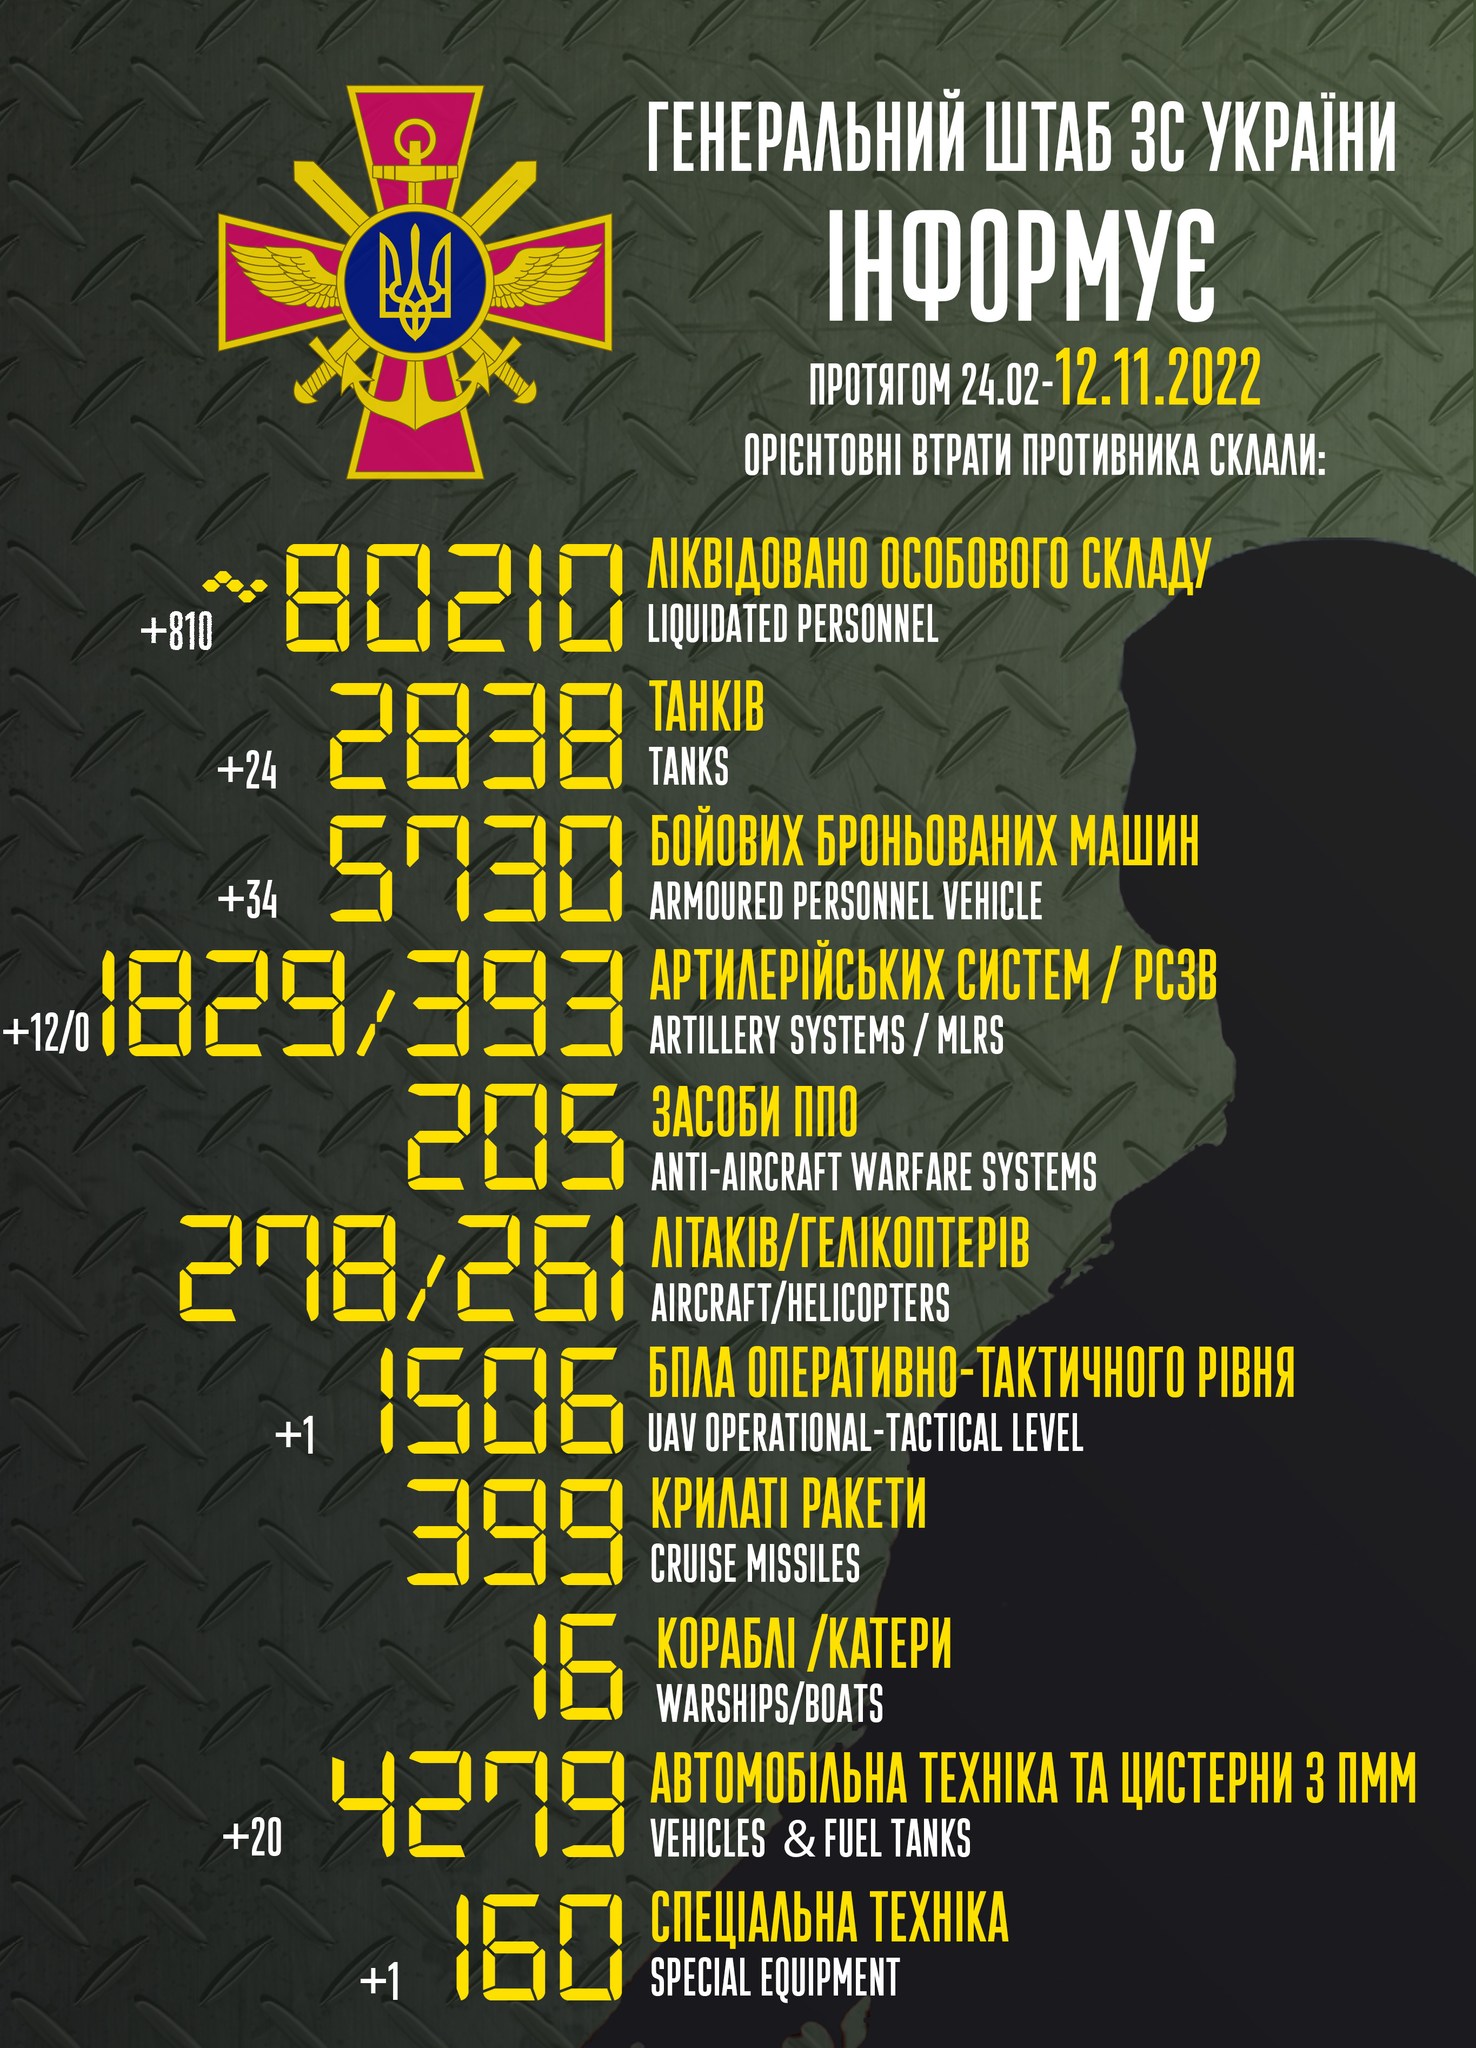 ГЕНЕРАЛЬНИЙ ШТАБ ЗС УКРАЇНИ
ІНФОРМУЄ
ПРОТЯГОМ 24.02-12.11.2022
ОРІЄНТОВНІ ВТРАТИ ПРОТИВНИКА СКЛАЛИ:
+810 ~80210 ЛІКВІДОВАНО ОСОБОВОГО СКЛАДУ
LIQUIDATED PERSONNEL
+24 2838 ТАНКІВ
TANKS
+34 5730 БОЙОВИХ БРОНЬОВАНИХ МАШИН
ARMOURED PERSONNEL VEHICLE
+12/0 1829/393 АРТИЛЕРІЙСЬКИХ СИСТЕМ / РСЗВ
ARTILLERY SYSTEMS / MLRS
205 ЗАСОБИ ППО
ANTI-AIRCRAFT WARFARE SYSTEMS
278/261 ЛІТАКІВ/ГЕЛІКОПТЕРІВ
AIRCRAFT/HELICOPTERS
+1 1506 БПЛА ОПЕРАТИВНО-ТАКТИЧНОГО РІВНЯ
UAV OPERATIONAL-TACTICAL LEVEL
399 КРИЛАТІ РАКЕТИ
CRUISE MISSILES
16 КОРАБЛІ /КАТЕРИ
WARSHIPS/BOATS
+20 4279 АВТОМОБІЛЬНА ТЕХНІКА ТА ЦИСТЕРНИ З ПММ
VEHICLES & FUEL TANKS
+1 160 СПЕЦІАЛЬНА ТЕХНІКА
SPECIAL EQUIPMENT